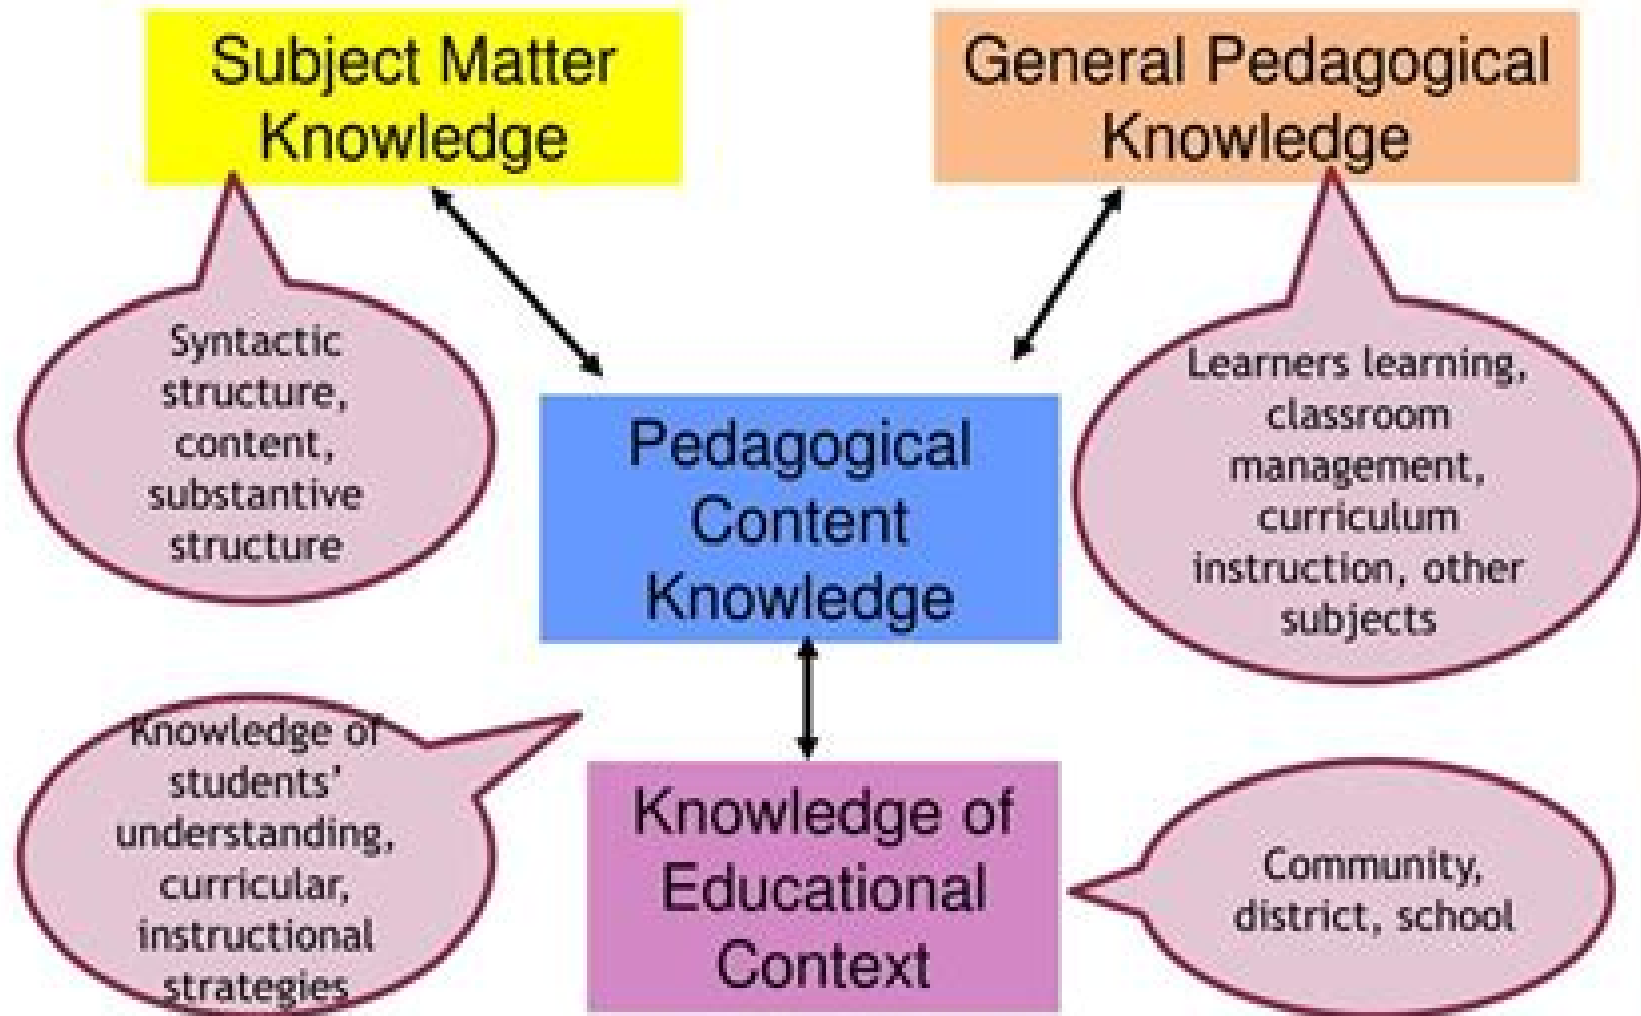 Subject Matter
Knowledge
General Pedagogical
Knowledge
Syntactic
structure,
content,
substantive
structure
Learners learning,
classroom
management,
curriculum
instruction, other
subjects
Pedagogical
Content
Knowledge
Knowledge of
students'
understanding,
curricular,
instructional
strategies
Knowledge of
Educational
Context
Community,
district, school